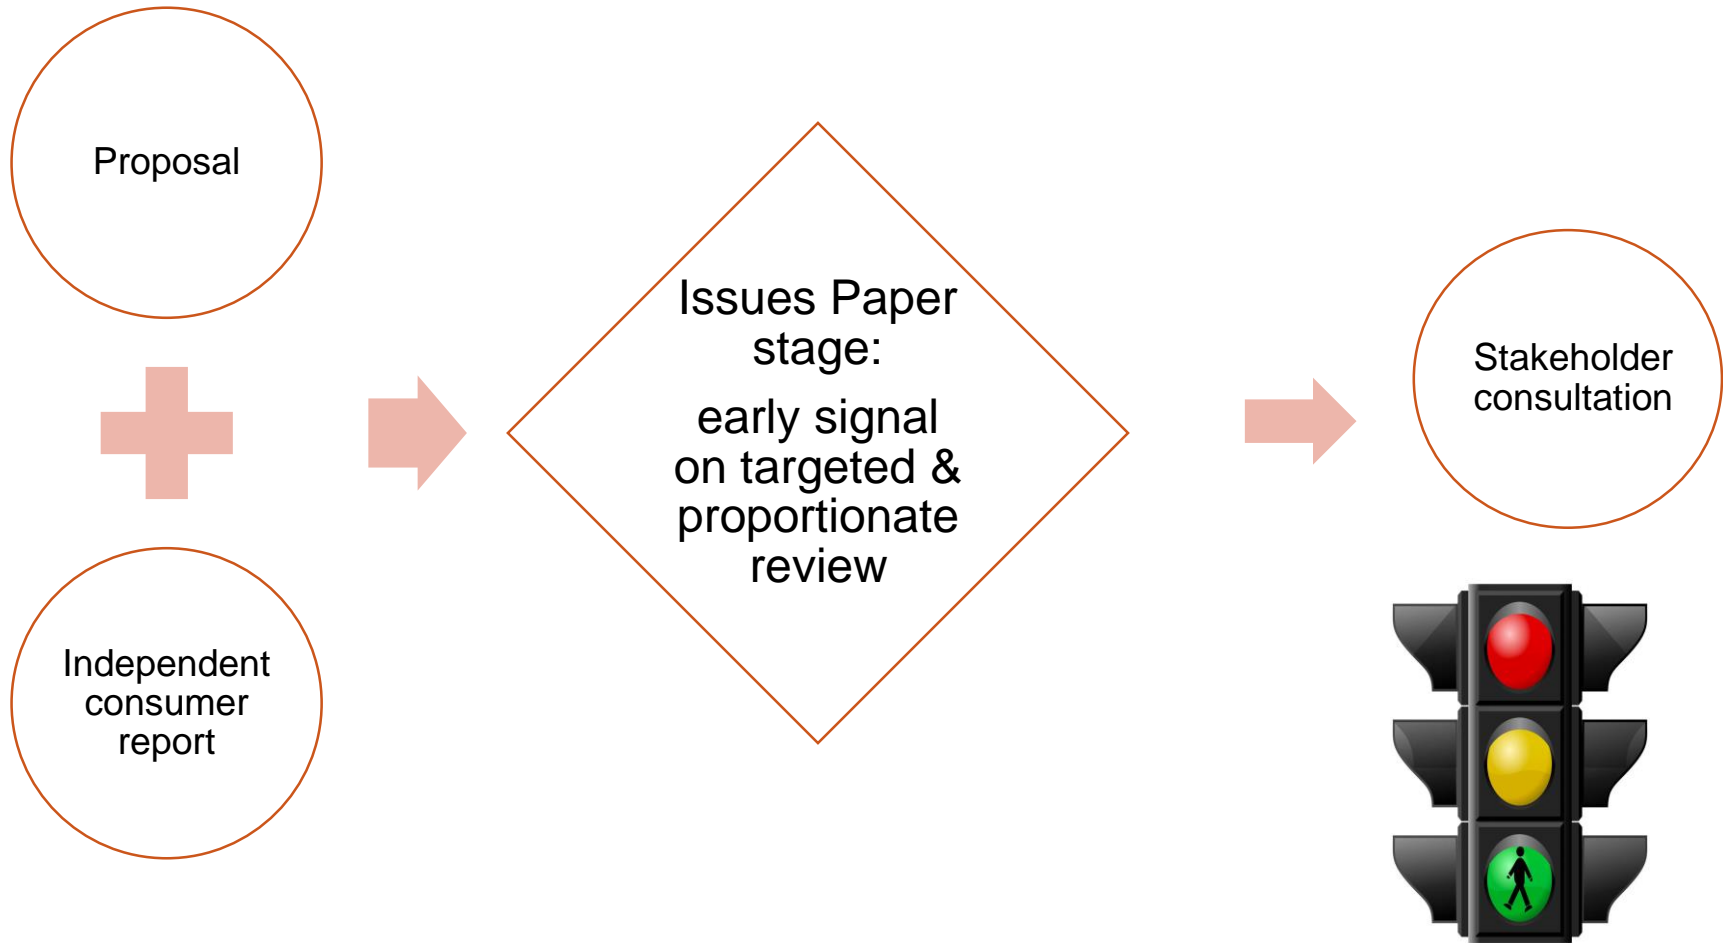 Proposal
Independent
consumer
report
Issues Paper
stage:
early signal
on targeted &
proportionate
review
Stakeholder
consultation